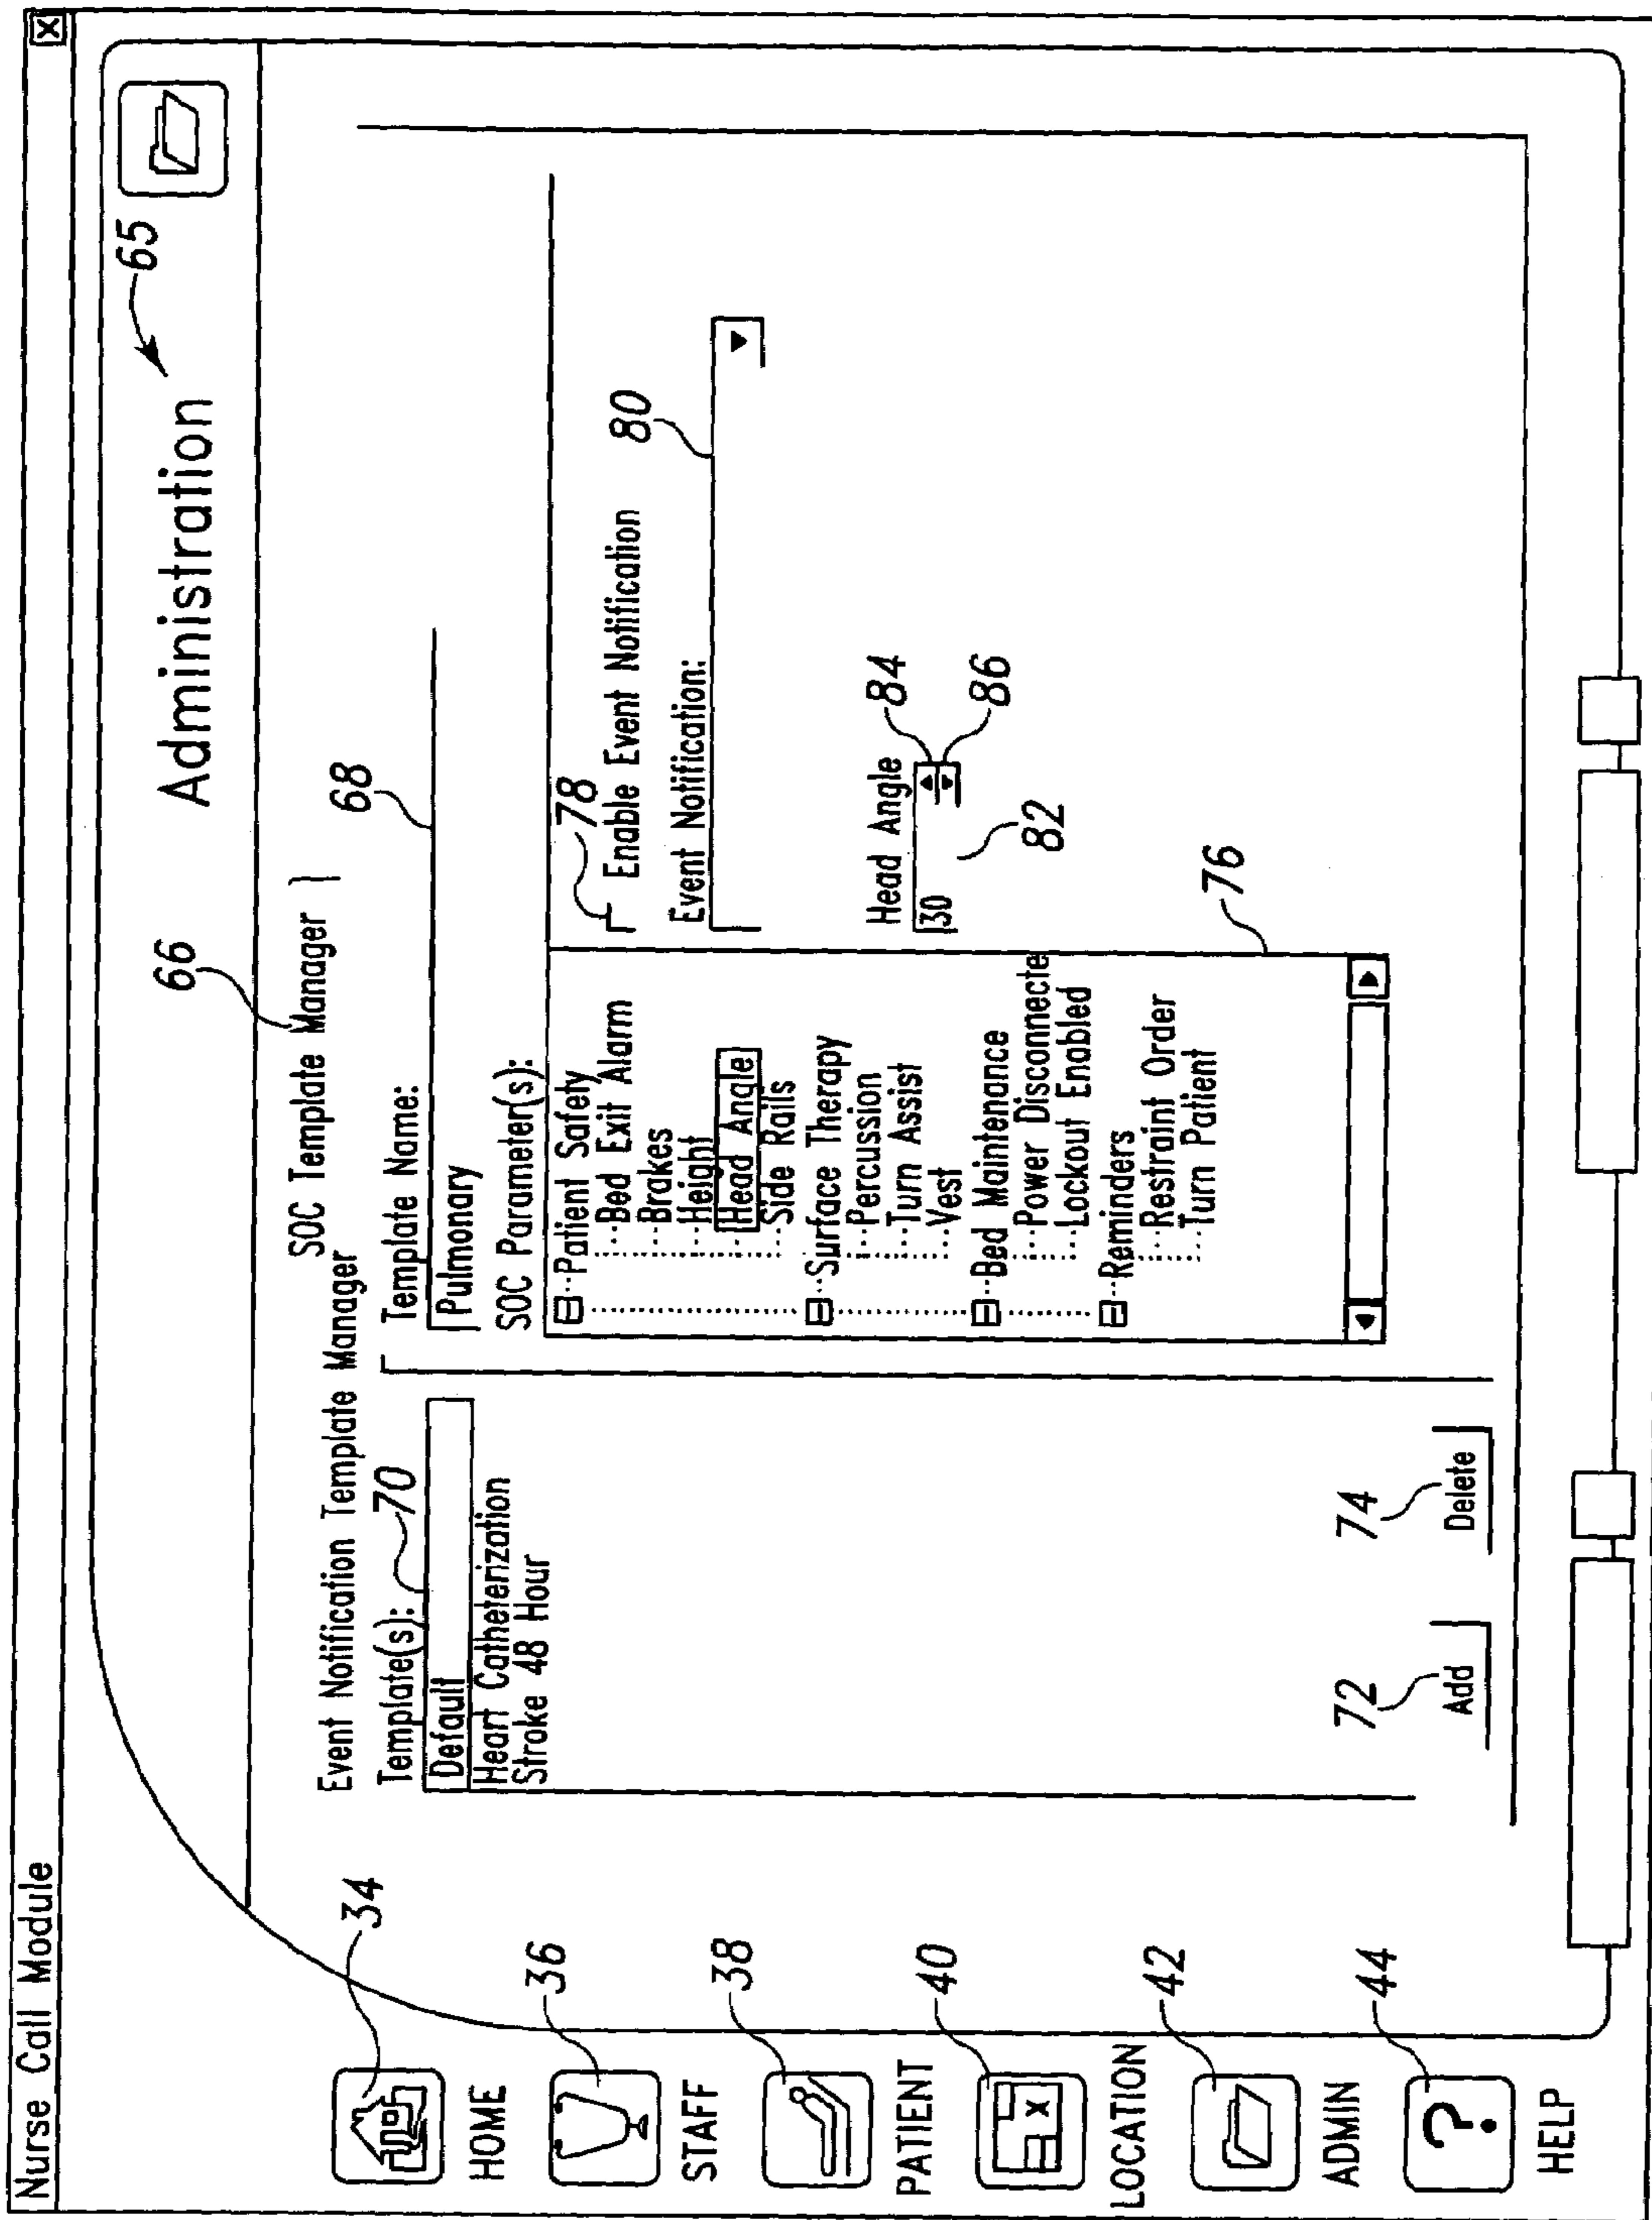 Nurse Call Module
X
Administration
65
34
HOME
36
STAFF
38
PATIENT
40
X
LOCATION
42
ADMIN
44
?
HELP
66
SOC Template Manager
Event Notification Template Manager
Template(s):
70
Default
Heart Catheterization
Stroke 48 Hour
72
Add
74
Delete
Template Name:
68
Pulmonary
SOC Parameter(s):
Patient Safety
Bed Exit Alarm
Brakes
Height
Head Angle
Side Rails
Surface Therapy
Percussion
Turn Assist
Vest
Bed Maintenance
Power Disconnecte
Lockout Enabled
Reminders
Restraint Order
Turn Patient
76
78
Enable Event Notification
80
Event Notification:
Head Angle
30
84
86
82